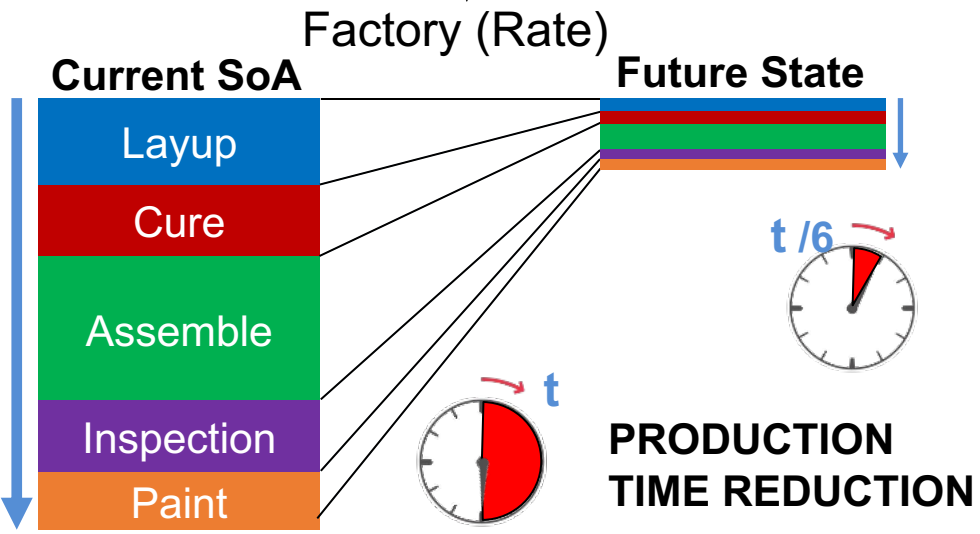 Factory (Rate)
Current SoA
Future State
Layup
Cure
Assemble
Inspection
Paint
t /6
t
PRODUCTION
TIME REDUCTION